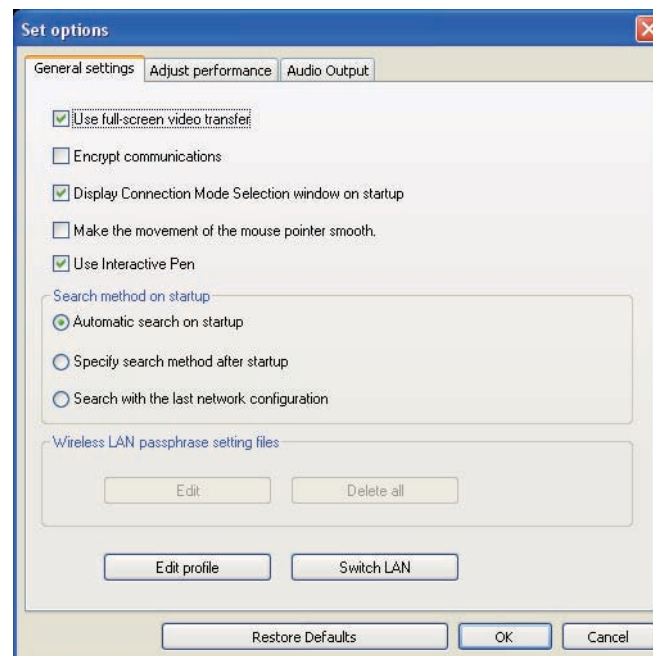 Set options
General settings Adjust performance Audio Output
Use full-screen video transfer
Encrypt communications
Display Connection Mode Selection window on startup
Make the movement of the mouse pointer smooth.
Use Interactive Pen
Search method on startup
Automatic search on startup
Specify search method after startup
Search with the last network configuration
Wireless LAN passphrase setting files
Edit Delete all
Edit profile Switch LAN
Restore Defaults OK Cancel